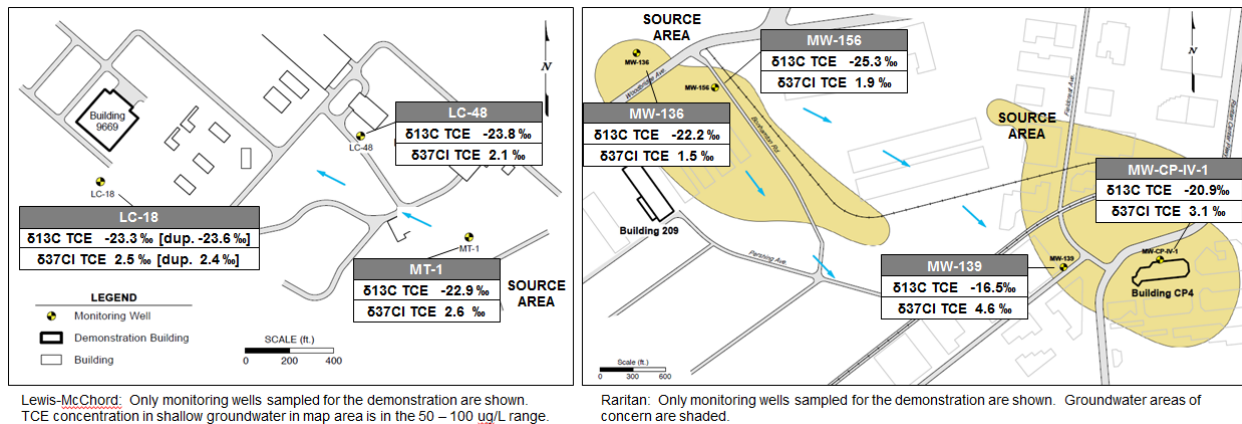 N
Building
9669
LC-48
δ13C TCE -23.8 ‰
δ37Cl TCE 2.1 ‰
LC-48
LC-18
LC-18
δ13C TCE -23.3 ‰ [dup. -23.6 ‰]
δ37Cl TCE 2.5 ‰ [dup. 2.4 ‰]
MT-1
MT-1
δ13C TCE -22.9 ‰
δ37Cl TCE 2.6 ‰
SOURCE
AREA
LEGEND
Monitoring Well
Demonstration Building
Building
SCALE (ft.)
0 200 400
Lewis-McChord: Only monitoring wells sampled for the demonstration are shown.
TCE concentration in shallow groundwater in map area is in the 50 – 100 ug/L range.
SOURCE
AREA
MW-136
Woodbridge Ave
MW-156
MW-156
δ13C TCE -25.3 ‰
δ37Cl TCE 1.9 ‰
N
MW-136
δ13C TCE -22.2 ‰
δ37Cl TCE 1.5 ‰
Building 209
SOURCE
AREA
MW-CP-IV-1
δ13C TCE -20.9‰
δ37Cl TCE 3.1 ‰
MW-CP-IV-1
Building CP4
Pershing Ave.
MW-139
δ13C TCE -16.5‰
δ37Cl TCE 4.6 ‰
MW-139
Scale (ft.)
0 300 600
Raritan: Only monitoring wells sampled for the demonstration are shown. Groundwater areas of
concern are shaded.